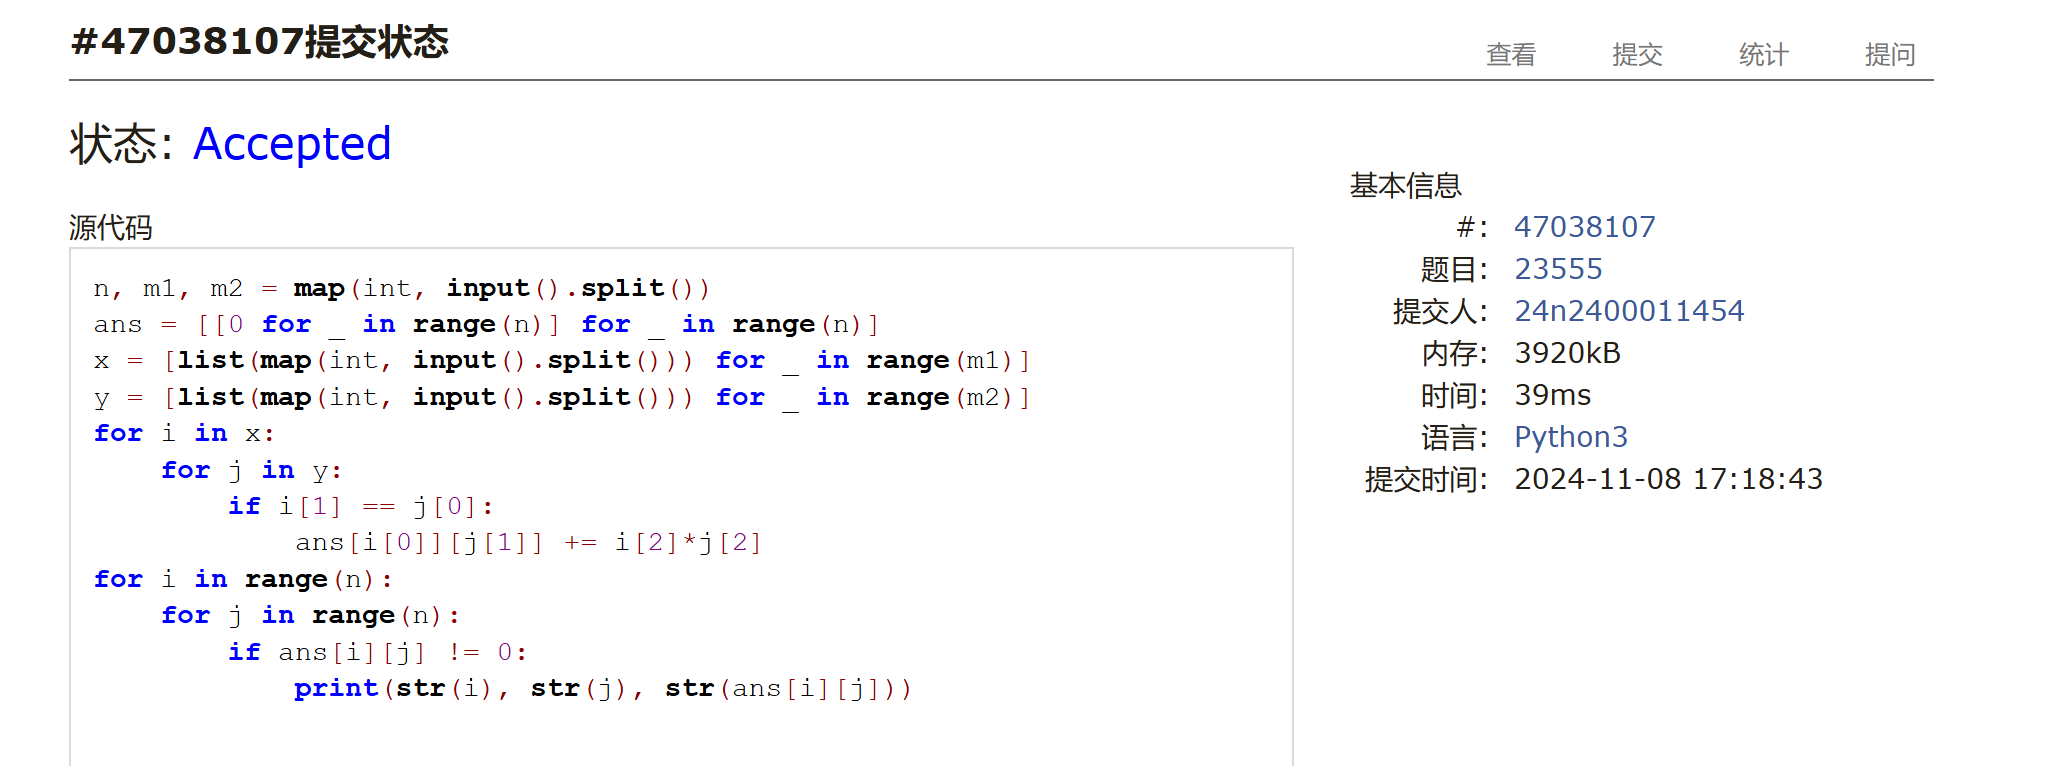 #47038107提交状态
查看 提交 统计 提问
状态: Accepted
源代码
n, m1, m2 = map(int, input().split())
ans = [[0 for _ in range(n)] for _ in range(n)]
x = [list(map(int, input().split())) for _ in range(m1)]
y = [list(map(int, input().split())) for _ in range(m2)]
for i in x:
    for j in y:
        if i[1] == j[0]:
            ans[i[0]][j[1]] += i[2]*j[2]
for i in range(n):
    for j in range(n):
        if ans[i][j] != 0:
            print(str(i), str(j), str(ans[i][j]))
基本信息
#: 47038107
题目: 23555
提交人: 24n2400011454
内存: 3920kB
时间: 39ms
语言: Python3
提交时间: 2024-11-08 17:18:43